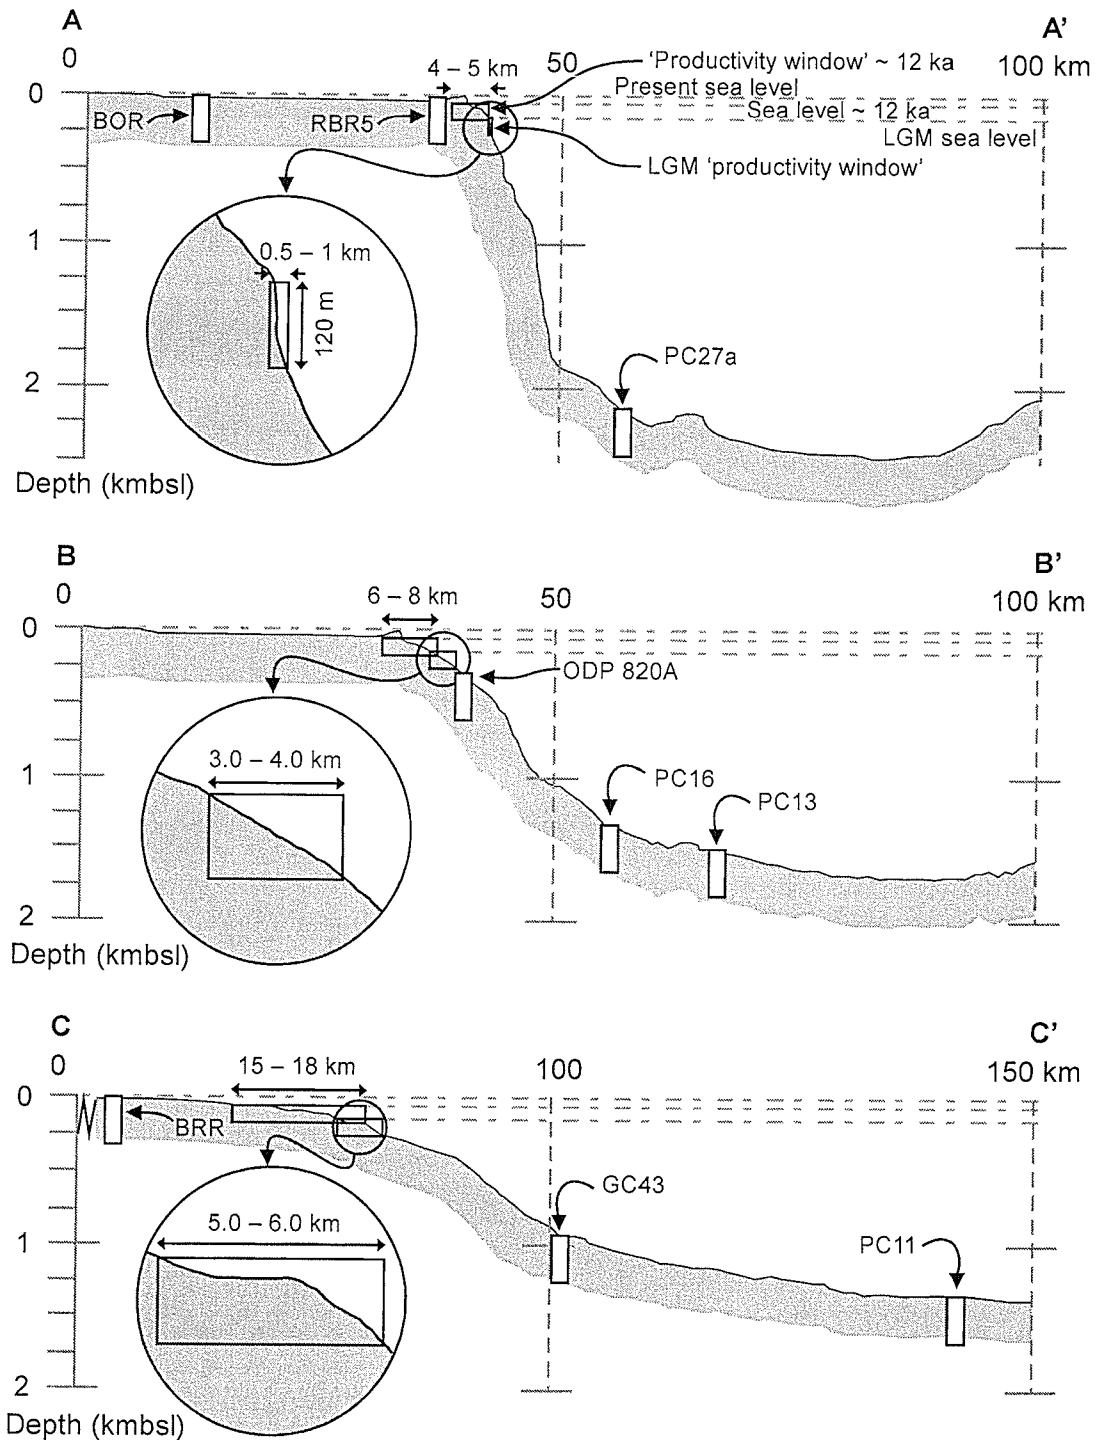 A
A'
0
50
100 km
4 – 5 km
'Productivity window' ~ 12 ka
Present sea level
Sea level ~ 12 ka
LGM sea level
LGM 'productivity window'
0
BOR
RBR5
0.5 – 1 km
120 m
1
2
PC27a
Depth (kmbsl)
B
B'
0
50
100 km
6 – 8 km
0
ODP 820A
3.0 – 4.0 km
1
PC16
PC13
2
Depth (kmbsl)
C
C'
0
100
150 km
15 – 18 km
0
BRR
GC43
5.0 – 6.0 km
1
PC11
2
Depth (kmbsl)